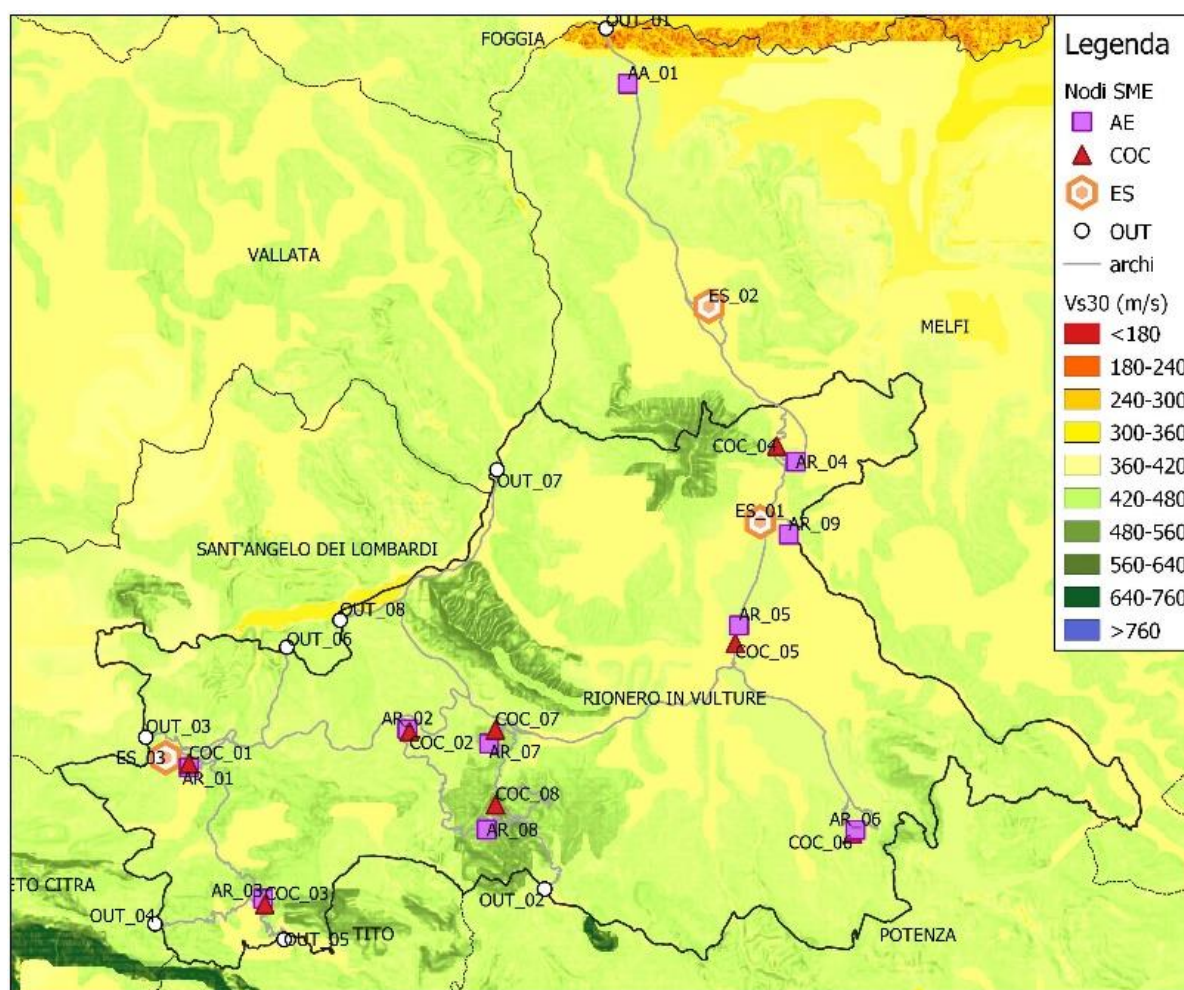 OUT_01
FOGGIA
AA_01
VALLATA
ES_02
MELFI
COC_04
AR_04
OUT_07
ES_01
AR_09
SANT'ANGELO DEI LOMBARDI
OUT_08
AR_05
OUT_06
COC_05
RIONERO IN VULTURE
OUT_03
AR_02
COC_07
COC_02
ES_03
COC_01
AR_07
AR_01
COC_08
AR_08
AR_06
COC_06
AR_03
COC_03
ETO CITRA
OUT_02
OUT_04
TITO
OUT_05
POTENZA
Legenda
Nodi SME
AE
COC
ES
OUT
archi
Vs30 (m/s)
<180
180-240
240-300
300-360
360-420
420-480
480-560
560-640
640-760
>760